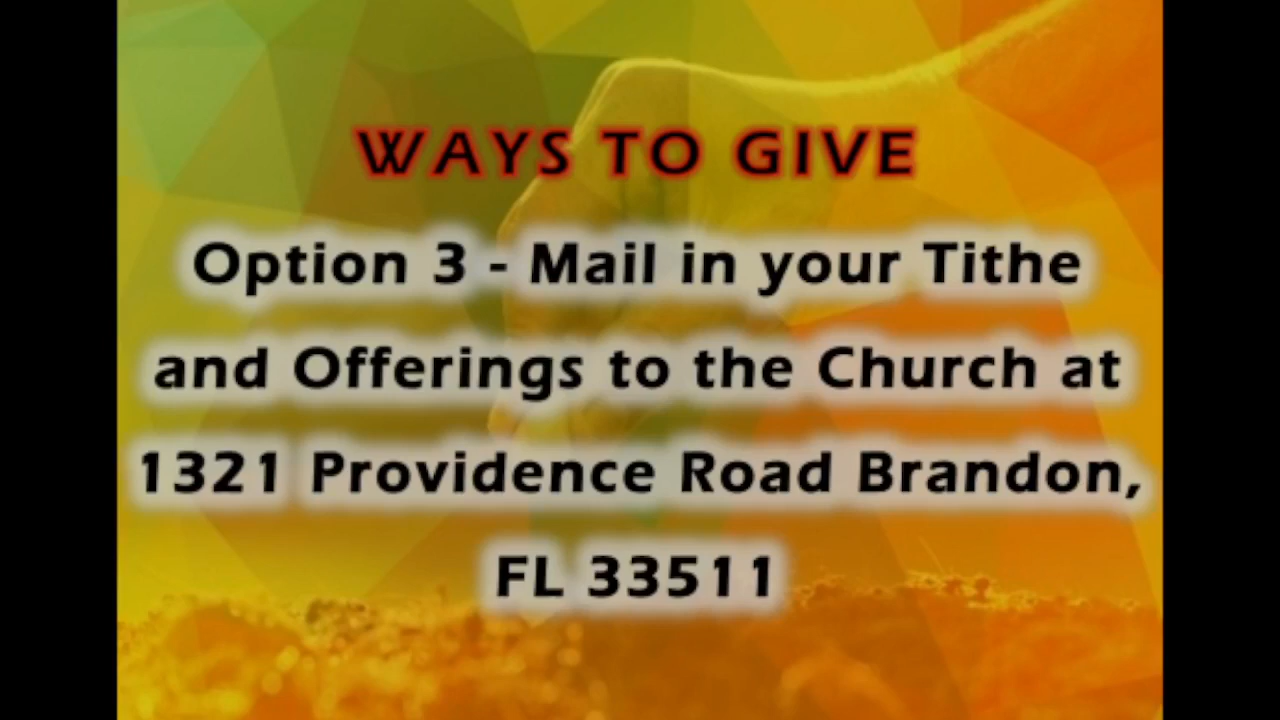 WAYS TO GIVE
Option 3 - Mail in your Tithe
and Offerings to the Church at
1321 Providence Road Brandon,
FL 33511